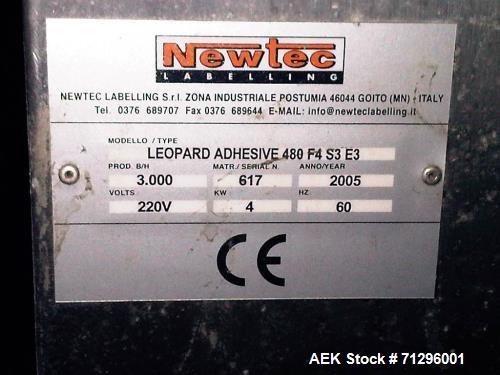 Newtec
LABELLING
NEWTEC LABELLING S.r.l. ZONA INDUSTRIALE POSTUMIA 46044 GOITO (MN) - ITALY
Tel. 0376 689707 Fax 0376 689644 E-MAIL: info@newteclabelling.it
MODELLO / TYPE
LEOPARD ADHESIVE 480 F4 S3 E3
PROD. B/H MATR./ SERIAL N. ANNO/YEAR
3.000 617 2005
VOLTS KW HZ
220V 4 60
CE
AEK Stock # 71296001